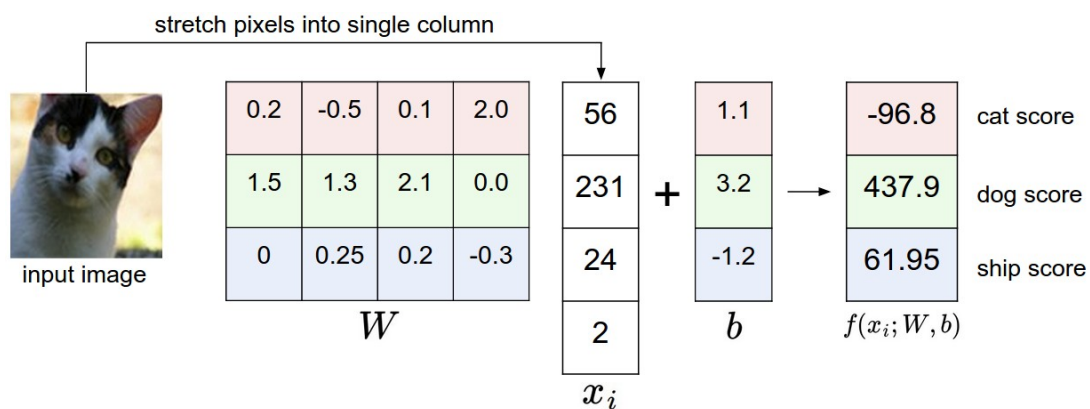 stretch pixels into single column
0.2 -0.5 0.1 2.0 56 1.1 -96.8 cat score
1.5 1.3 2.1 0.0 231 + 3.2 437.9 dog score
0 0.25 0.2 -0.3 24 -1.2 61.95 ship score
input image
W 2 b f(x_i; W, b)
x_i